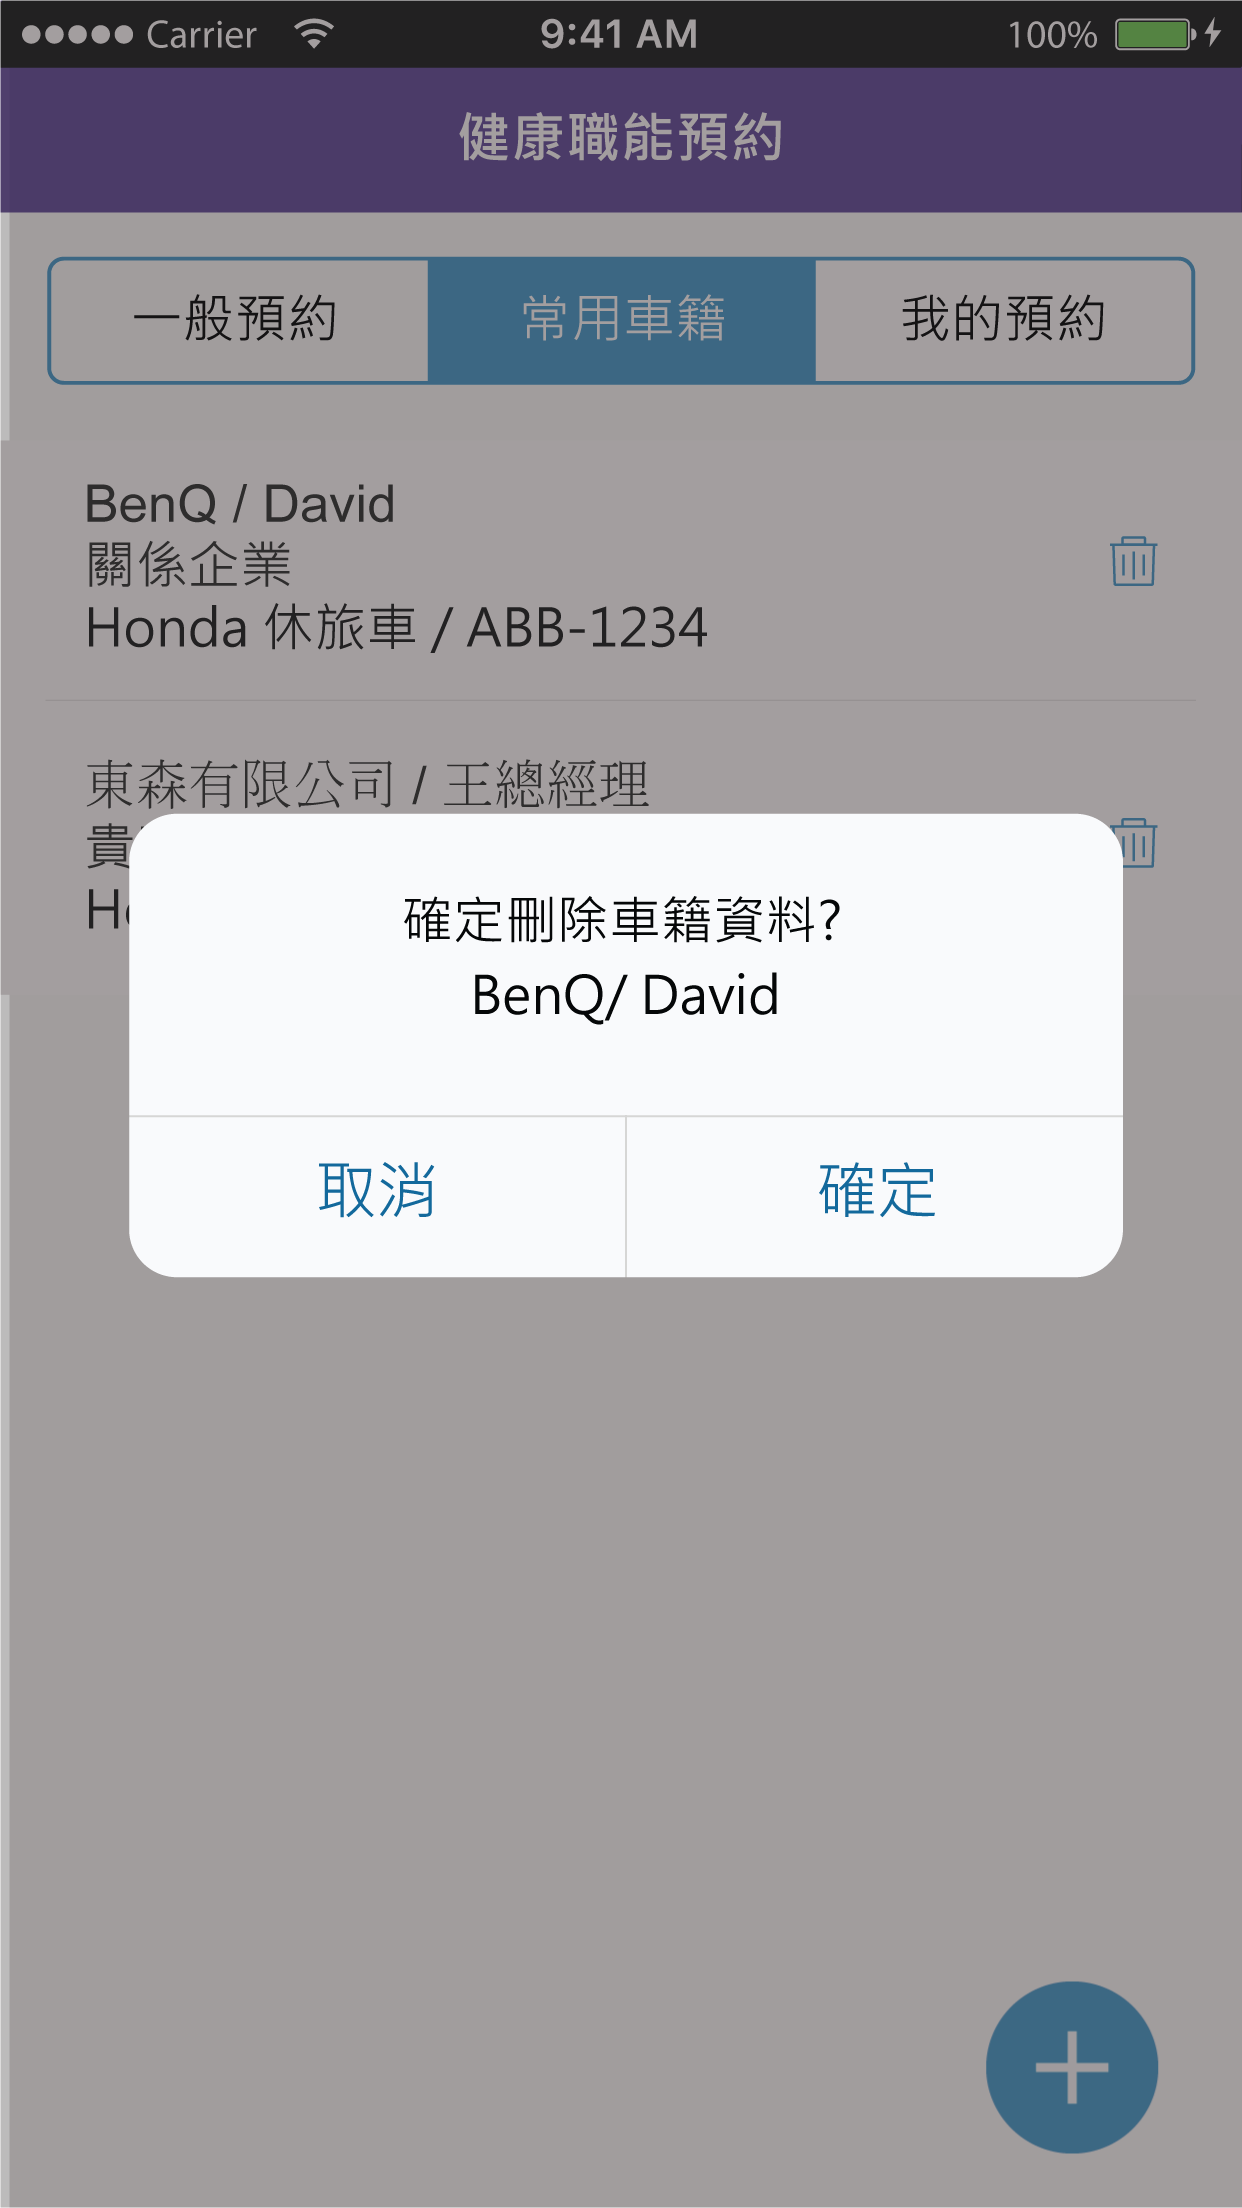 Carrier 9:41 AM 100%
健康職能預約
一般預約 常用車籍 我的預約
BenQ / David
關係企業
Honda 休旅車 / ABB-1234
東森有限公司 / 王總經理
貴
H
確定刪除車籍資料?
BenQ/ David
取消 確定